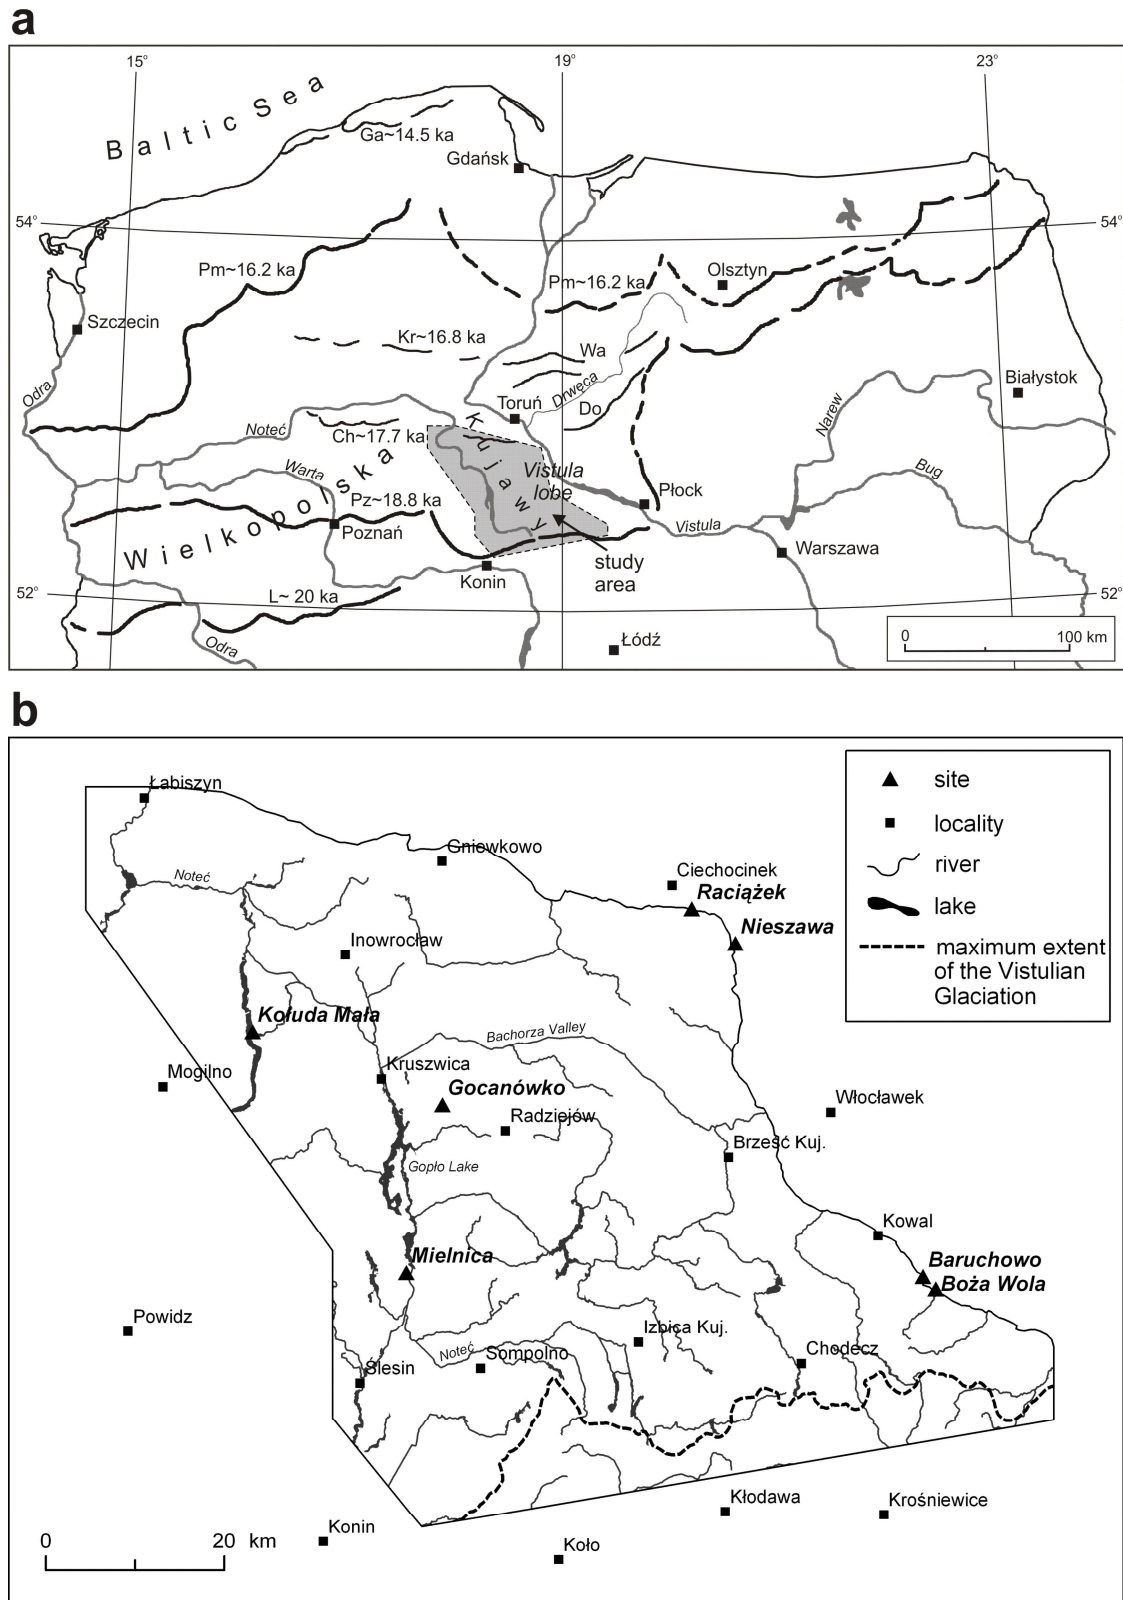 a
15°
19°
23°
Baltic Sea
Ga~14.5 ka
Gdańsk
54°
54°
Pm~16.2 ka
Pm~16.2 ka
Olsztyn
Szczecin
Kr~16.8 ka
Wa
Odra
Drwęca
Białystok
Toruń
Do
Narew
Noteć
Ch~17.7 ka
Kujawy
Warta
Vistula
lobe
Bug
Pz~18.8 ka
Płock
Wielkopolska
Poznań
Vistula
Warszawa
study
area
Konin
52°
L~ 20 ka
52°
Odra
Łódź
0
100 km
b
Łabiszyn
site
locality
river
lake
maximum extent
of the Vistulian
Glaciation
Gniewkowo
Noteć
Ciechocinek
Raciążek
Nieszawa
Inowrocław
Kołuda Mała
Bachorza Valley
Mogilno
Kruszwica
Gocanówko
Radziejów
Włocławek
Brześć Kuj.
Gopło Lake
Kowal
Mielnica
Baruchowo
Boża Wola
Powidz
Izbica Kuj.
Noteć
Sompolno
Chodecz
Ślesin
Kłodawa
Krośniewice
Konin
Koło
0
20 km